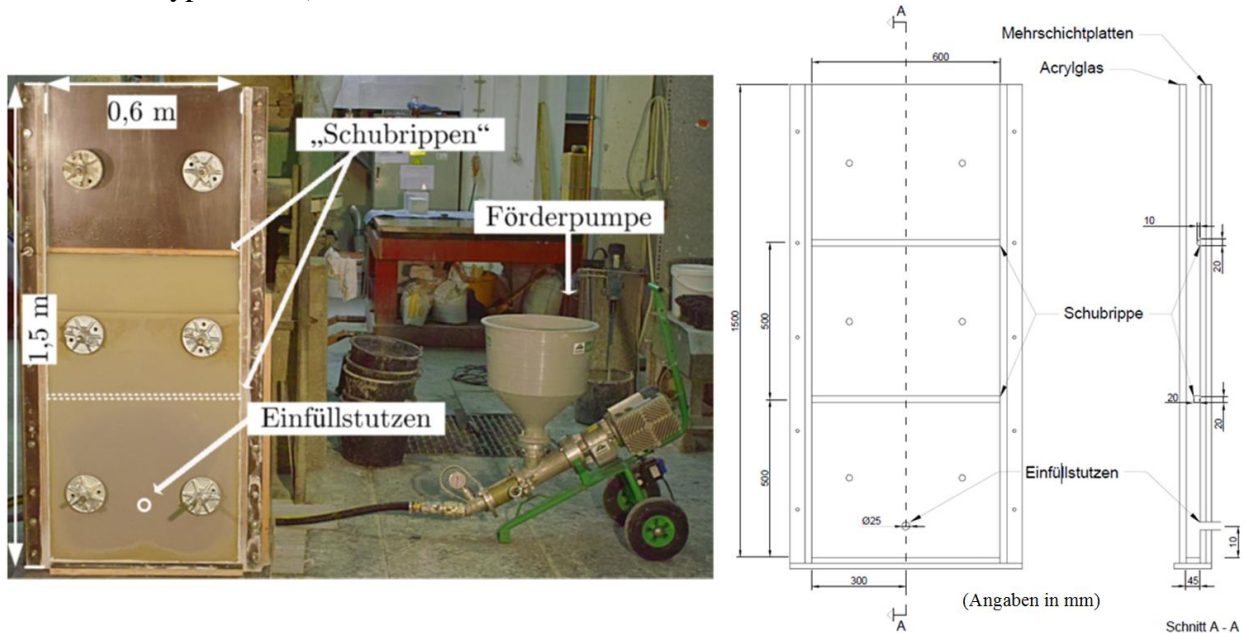 0,6 m
„Schubrippen“
Förderpumpe
1,5 m
Einfüllstutzen
A
Mehrschichtplatten
Acrylglas
600
10
20
1500
500
Schubrippe
20
20
500
Einfüllstutzen
Ø25
10
300
45
(Angaben in mm)
A
Schnitt A - A